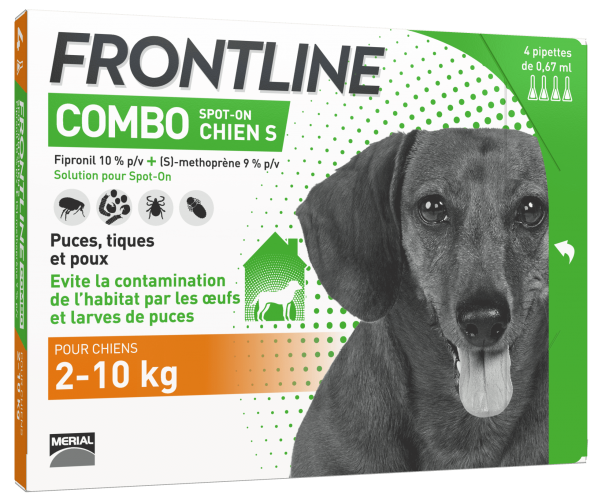 FRONTLINE
4 pipettes
de 0,67 ml
COMBO SPOT-ON
CHIEN S
Fipronil 10 % p/v + (S)-methoprène 9 % p/v
Solution pour Spot-On
Puces, tiques
et poux
Evite la contamination
de l'habitat par les œufs
et larves de puces
POUR CHIENS
2-10 kg
MERIAL